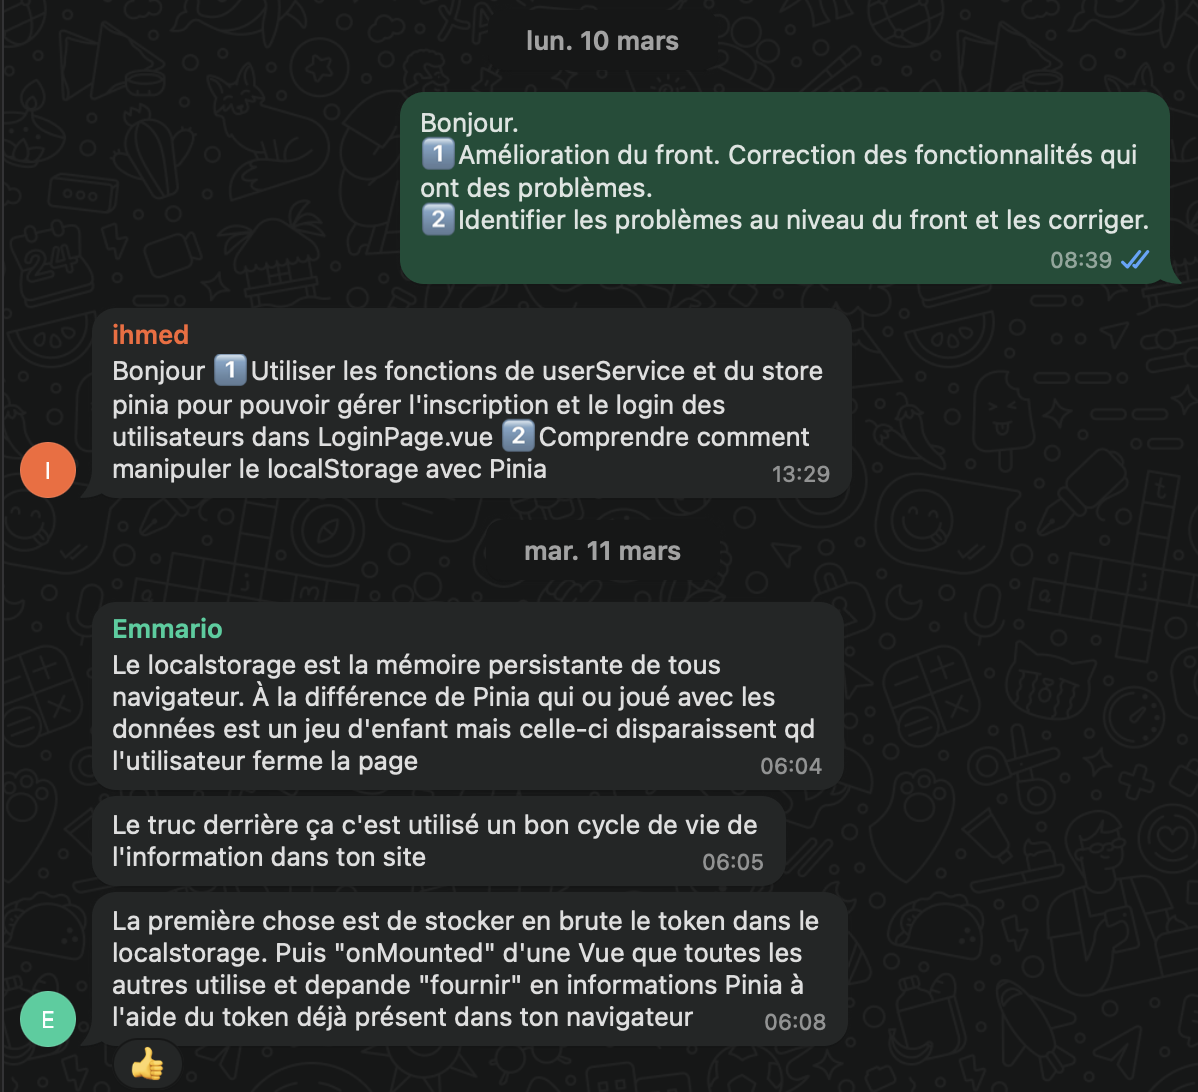 lun. 10 mars
Bonjour.
1️⃣Amélioration du front. Correction des fonctionnalités qui
ont des problèmes.
2️⃣Identifier les problèmes au niveau du front et les corriger.
08:39
ihmed
Bonjour 1️⃣Utiliser les fonctions de userService et du store
pinia pour pouvoir gérer l'inscription et le login des
utilisateurs dans LoginPage.vue 2️⃣Comprendre comment
manipuler le localStorage avec Pinia
13:29
I
mar. 11 mars
Emmario
Le localstorage est la mémoire persistante de tous
navigateur. À la différence de Pinia qui ou joué avec les
données est un jeu d'enfant mais celle-ci disparaissent qd
l'utilisateur ferme la page
06:04
Le truc derrière ça c'est utilisé un bon cycle de vie de
l'information dans ton site
06:05
La première chose est de stocker en brute le token dans le
localstorage. Puis "onMounted" d'une Vue que toutes les
autres utilise et depande "fournir" en informations Pinia à
l'aide du token déjà présent dans ton navigateur
06:08
E
👍